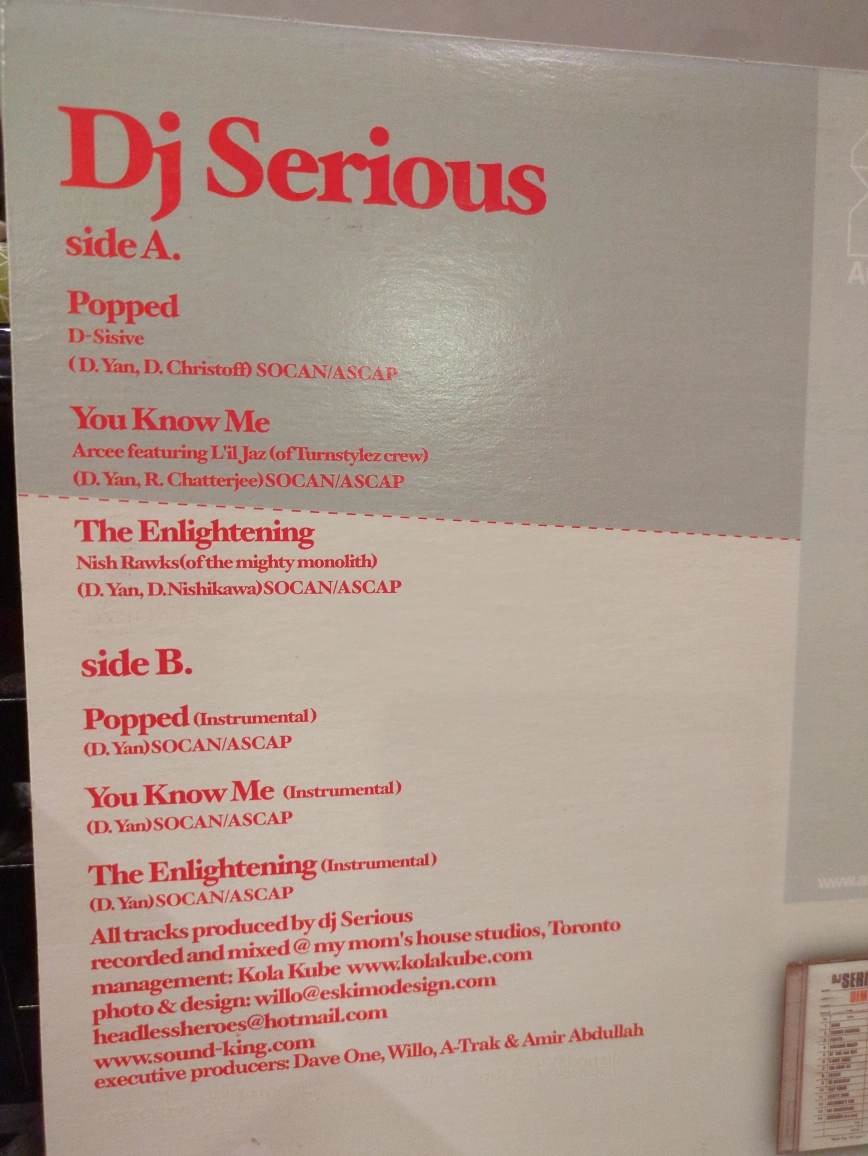 Dj Serious
side A.
Popped
D-Sisive
( D. Yan, D. Christoff) SOCAN/ASCAP
You Know Me
Arcee featuring L'il Jaz (of Turnstylez crew)
(D. Yan, R. Chatterjee) SOCAN/ASCAP
The Enlightening
Nish Rawks(of the mighty monolith)
(D. Yan, D.Nishikawa)SOCAN/ASCAP
side B.
Popped (Instrumental)
(D. Yan)SOCAN/ASCAP
You Know Me (Instrumental)
(D. Yan)SOCAN/ASCAP
The Enlightening (Instrumental)
(D. Yan)SOCAN/ASCAP
All tracks produced by dj Serious
recorded and mixed @ my mom's house studios, Toronto
management: Kola Kube www.kolakube.com
photo & design: willo@eskimodesign.com
headlessheroes@hotmail.com
www.sound-king.com
executive producers: Dave One, Willo, A-Trak & Amir Abdullah
DJ